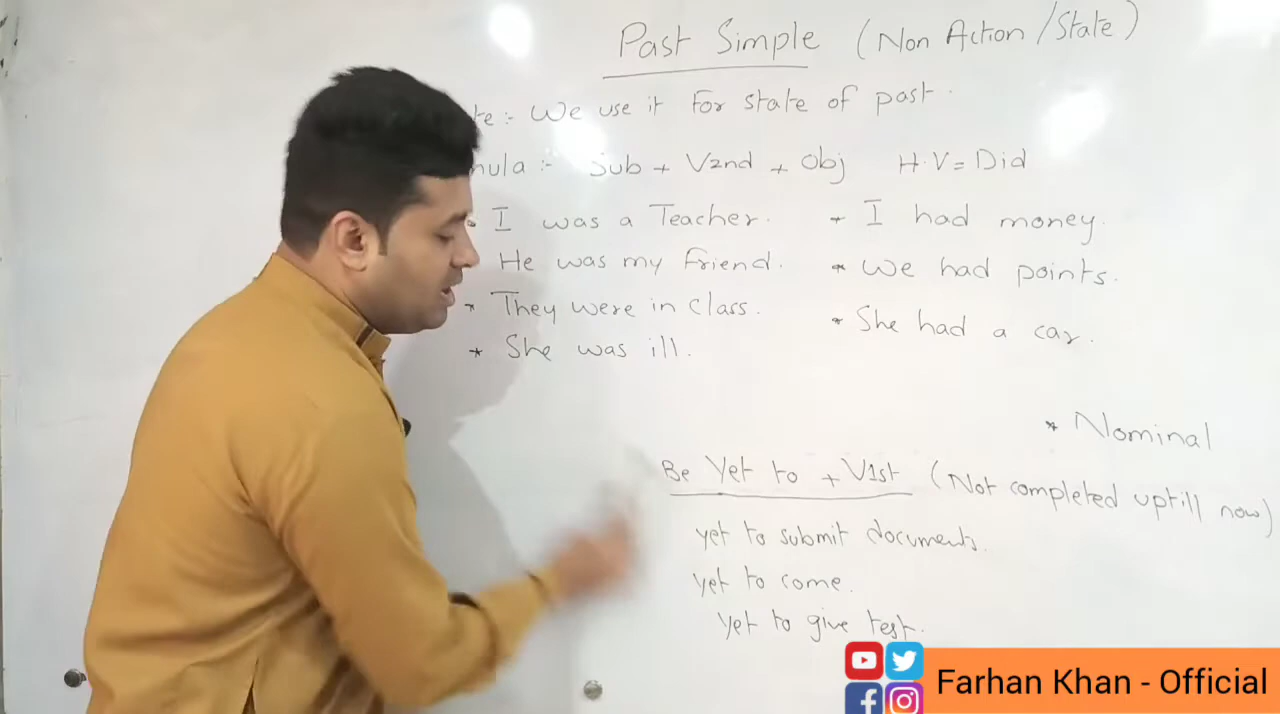 Past Simple (Non Action/State)
te :- We use it For state of past.
mula :- Sub + V2nd + Obj H.V = Did
* I was a Teacher.
He was my Friend.
* They were in class.
* She was ill.
* I had money.
* We had points.
* She had a car.
* Nominal
Be Yet to + V1st (Not completed uptill now)
yet to submit documents.
yet to come.
yet to give test.
Farhan Khan - Official